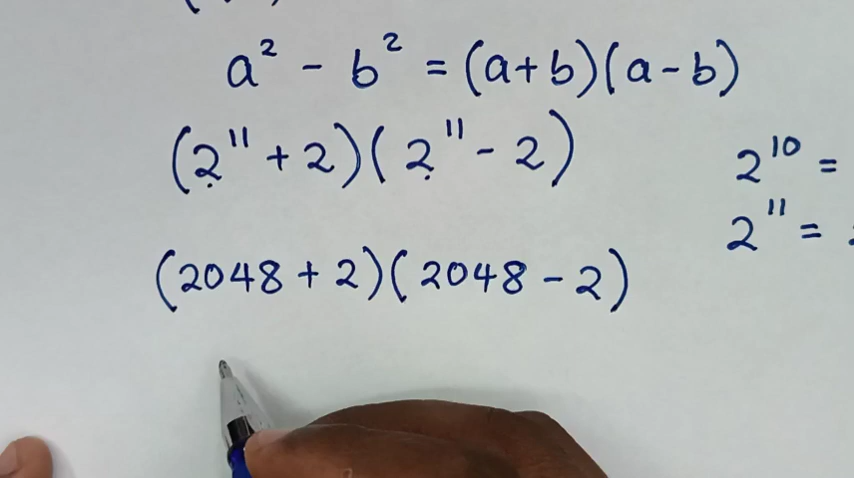 a² - b² = (a+b)(a-b)
(2¹¹ + 2)(2¹¹ - 2)
2¹⁰ =
2¹¹ =
(2048 + 2)(2048 - 2)